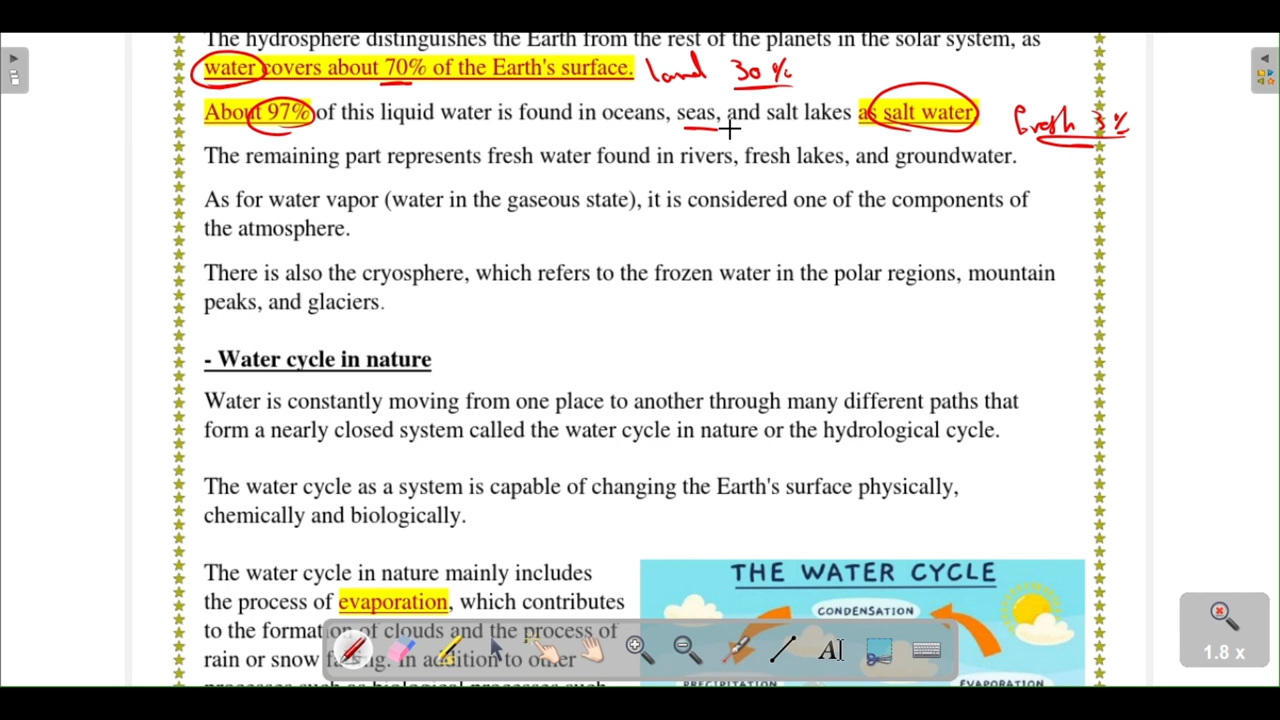 The hydrosphere distinguishes the Earth from the rest of the planets in the solar system, as
water covers about 70% of the Earth's surface. land 30%
About 97% of this liquid water is found in oceans, seas, and salt lakes as salt water. fresh 3%
The remaining part represents fresh water found in rivers, fresh lakes, and groundwater.
As for water vapor (water in the gaseous state), it is considered one of the components of
the atmosphere.
There is also the cryosphere, which refers to the frozen water in the polar regions, mountain
peaks, and glaciers.
- Water cycle in nature
Water is constantly moving from one place to another through many different paths that
form a nearly closed system called the water cycle in nature or the hydrological cycle.
The water cycle as a system is capable of changing the Earth's surface physically,
chemically and biologically.
The water cycle in nature mainly includes
the process of evaporation, which contributes
to the formation of clouds and the process of
rain or snow In addition to other
THE WATER CYCLE
CONDENSATION
PRECIPITATION
EVAPORATION
AI
1.8 x